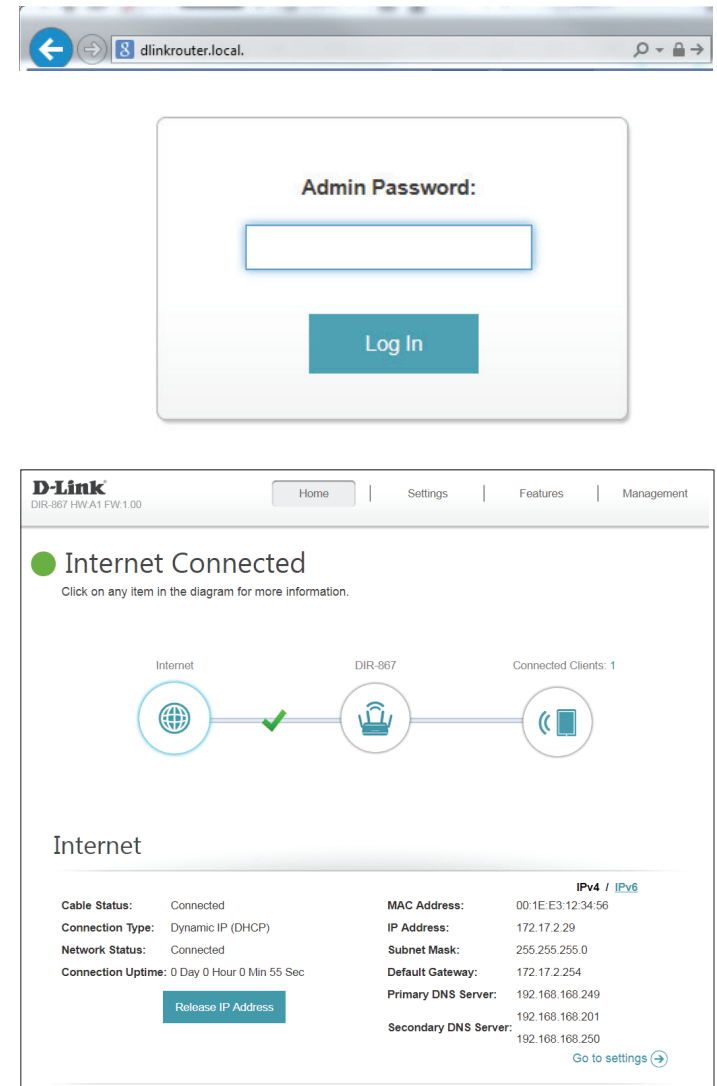 dlinkrouter.local.
Admin Password:
Log In
D-Link
DIR-867 HW:A1 FW:1.00
Home | Settings | Features | Management
Internet Connected
Click on any item in the diagram for more information.
Internet DIR-867 Connected Clients: 1
Internet
IPv4 / IPv6
Cable Status: Connected MAC Address: 00:1E:E3:12:34:56
Connection Type: Dynamic IP (DHCP) IP Address: 172.17.2.29
Network Status: Connected Subnet Mask: 255.255.255.0
Connection Uptime: 0 Day 0 Hour 0 Min 55 Sec Default Gateway: 172.17.2.254
Release IP Address Primary DNS Server: 192.168.168.249
Secondary DNS Server: 192.168.168.201
192.168.168.250
Go to settings